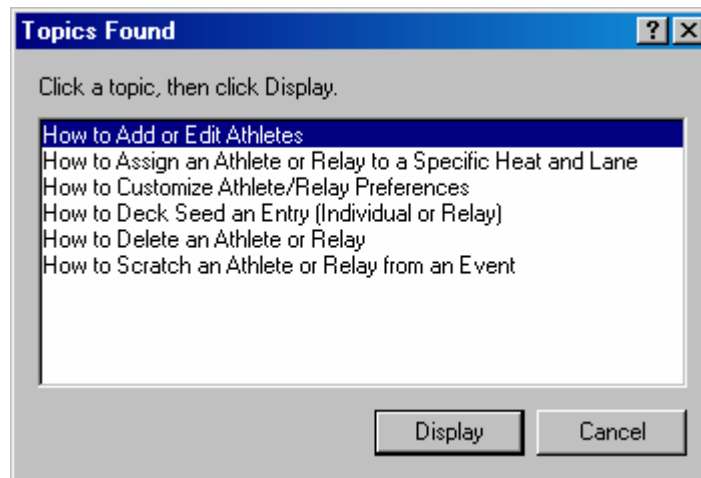 Topics Found
Click a topic, then click Display.
How to Add or Edit Athletes
How to Assign an Athlete or Relay to a Specific Heat and Lane
How to Customize Athlete/Relay Preferences
How to Deck Seed an Entry (Individual or Relay)
How to Delete an Athlete or Relay
How to Scratch an Athlete or Relay from an Event
Display Cancel